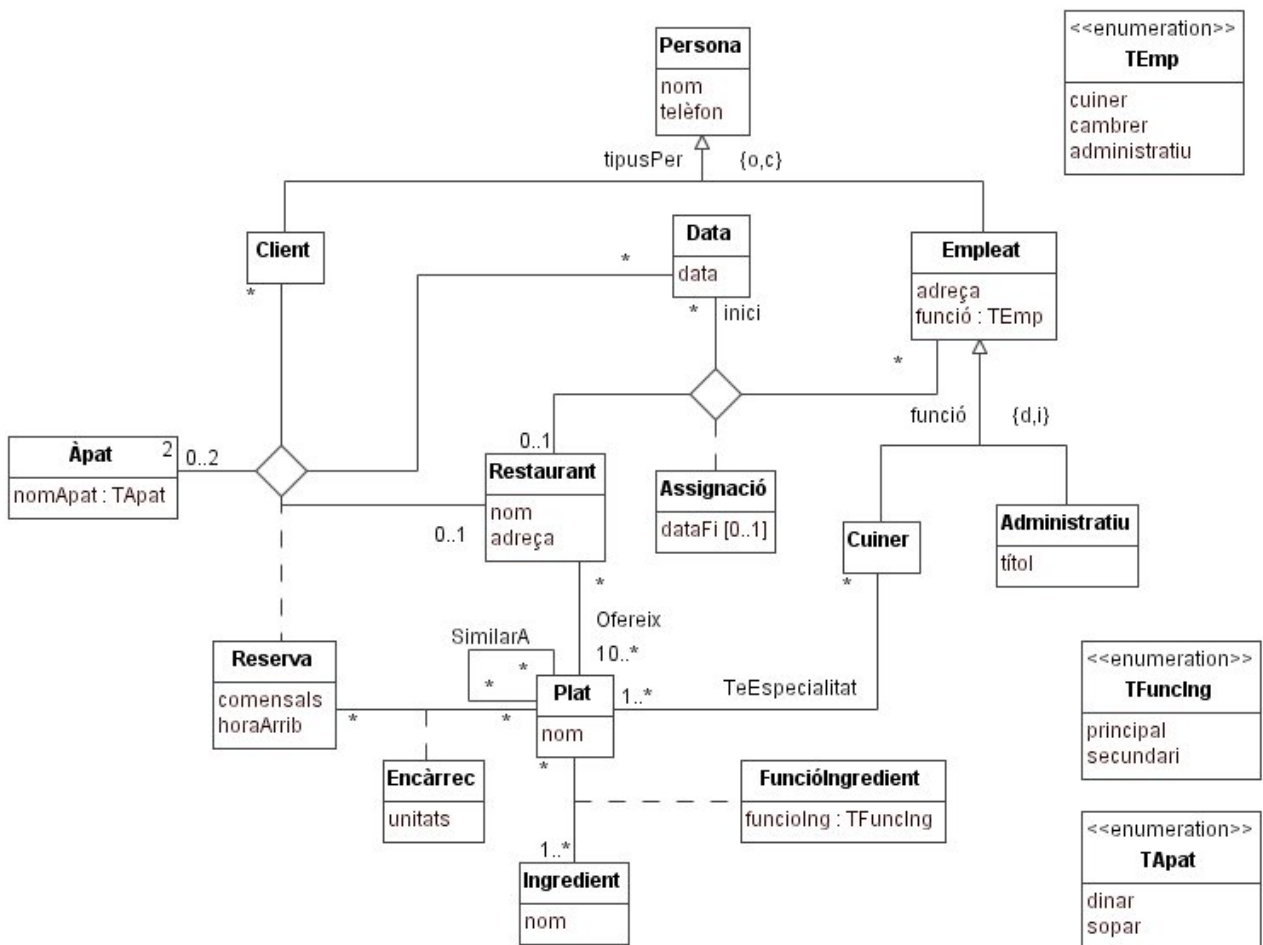 Persona
nom
telèfon
<<enumeration>>
TEmp
cuiner
cambrer
administratiu
tipusPer
{o,c}
Client
*
Data
data
*
* inici
Empleat
adreça
funció : TEmp
*
funció
{d,i}
Àpat
2
nomApat : TApat
0..2
0..1
Restaurant
nom
adreça
0..1
*
Assignació
dataFi [0..1]
Cuiner
*
Administratiu
títol
Ofereix
10..*
SimilarA
*
*
Reserva
comensals
horaArrib
*
Plat
nom
*
*
1..*
TeEspecialitat
<<enumeration>>
TFuncIng
principal
secundari
Encàrrec
unitats
FuncióIngredient
funcioIng : TFuncIng
1..*
Ingredient
nom
<<enumeration>>
TApat
dinar
sopar